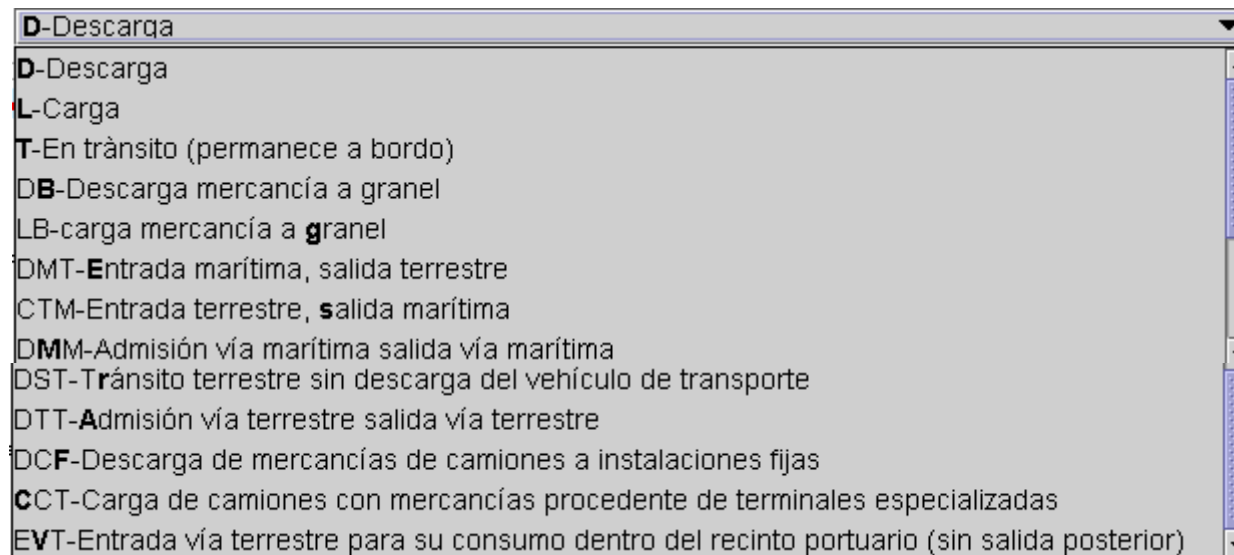 D-Descarga
D-Descarga
L-Carga
T-En trànsito (permanece a bordo)
DB-Descarga mercancía a granel
LB-carga mercancía a granel
DMT-Entrada marítima, salida terrestre
CTM-Entrada terrestre, salida marítima
DMM-Admisión vía marítima salida vía marítima
DST-Tránsito terrestre sin descarga del vehículo de transporte
DTT-Admisión vía terrestre salida vía terrestre
DCF-Descarga de mercancías de camiones a instalaciones fijas
CCT-Carga de camiones con mercancías procedente de terminales especializadas
EVT-Entrada vía terrestre para su consumo dentro del recinto portuario (sin salida posterior)